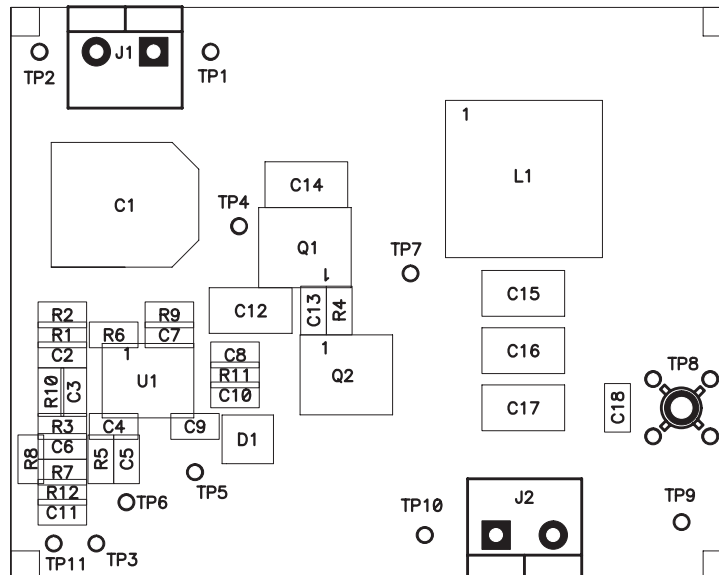 J1
TP2
TP1
1
L1
C14
C1
TP4
Q1
TP7
1
C15
C12
C13
R4
R2
R9
R1
R6
C7
C2
1
C8
1
C16
U1
R11
Q2
TP8
R10
C3
C10
C17
C18
R3
C4
C9
D1
C6
R8
R5
C5
R7
TP5
R12
TP6
J2
C11
TP10
TP9
TP11
TP3